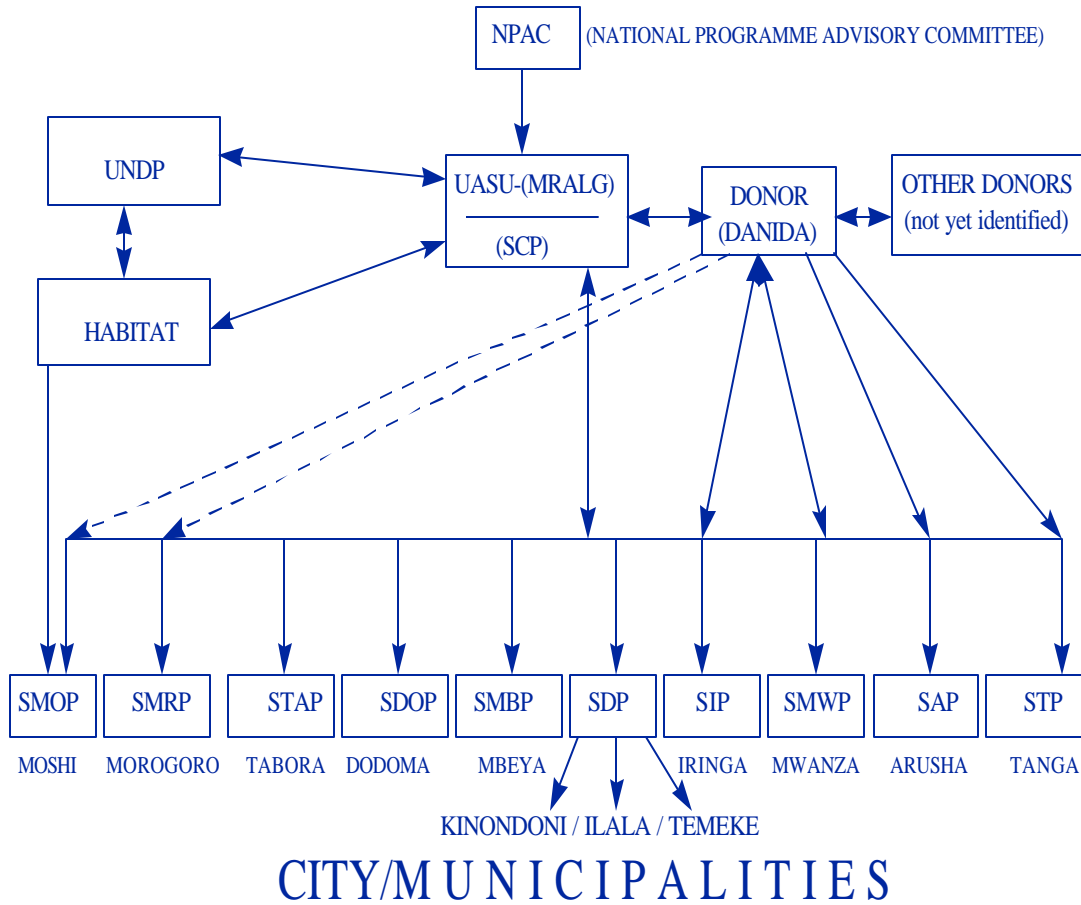 NPAC (NATIONAL PROGRAMME ADVISORY COMMITTEE)
UNDP
UASU-(MRALG)
(SCP)
DONOR
(DANIDA)
OTHER DONORS
(not yet identified)
HABITAT
SMOP SMRP STAP SDOP SMBP SDP SIP SMWP SAP STP
MOSHI MOROGORO TABORA DODOMA MBEYA IRINGA MWANZA ARUSHA TANGA
KINONDONI / ILALA / TEMEKE
CITY/MUNICIPALITIES